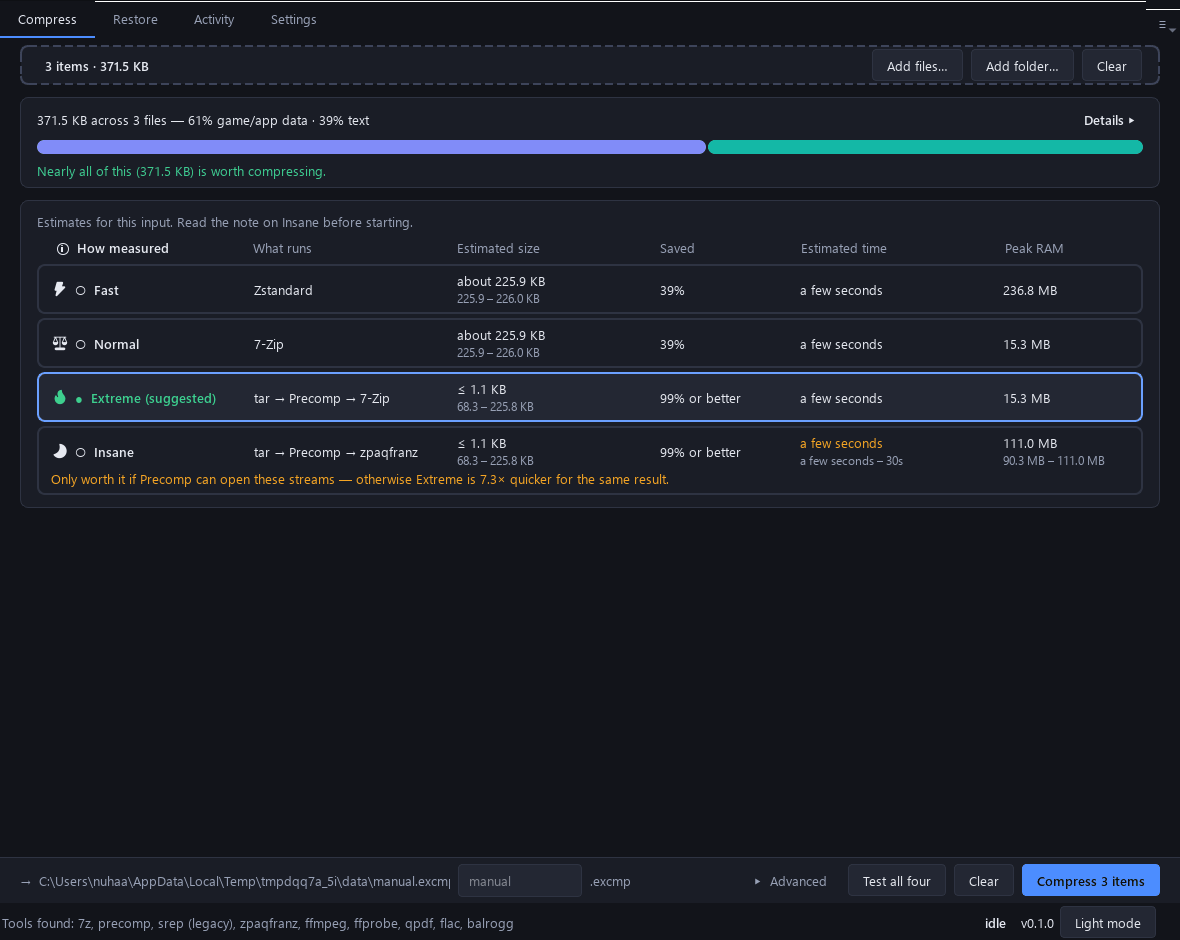 Compress Restore Activity Settings
3 items · 371.5 KB Add files... Add folder... Clear
371.5 KB across 3 files — 61% game/app data · 39% text Details ▸
Nearly all of this (371.5 KB) is worth compressing.
Estimates for this input. Read the note on Insane before starting.
How measured What runs Estimated size Saved Estimated time Peak RAM
Fast Zstandard about 225.9 KB 39% a few seconds 236.8 MB
225.9 – 226.0 KB
Normal 7-Zip about 225.9 KB 39% a few seconds 15.3 MB
225.9 – 226.0 KB
Extreme (suggested) tar → Precomp → 7-Zip ≤ 1.1 KB 99% or better a few seconds 15.3 MB
68.3 – 225.8 KB
Insane tar → Precomp → zpaqfranz ≤ 1.1 KB 99% or better a few seconds 111.0 MB
68.3 – 225.8 KB a few seconds – 30s 90.3 MB – 111.0 MB
Only worth it if Precomp can open these streams — otherwise Extreme is 7.3× quicker for the same result.
→ C:\Users\nuhaa\AppData\Local\Temp\tmpdqq7a_5i\data\manual.excmp manual .excmp ▸ Advanced Test all four Clear Compress 3 items
Tools found: 7z, precomp, srep (legacy), zpaqfranz, ffmpeg, ffprobe, qpdf, flac, balrogg idle v0.1.0 Light mode